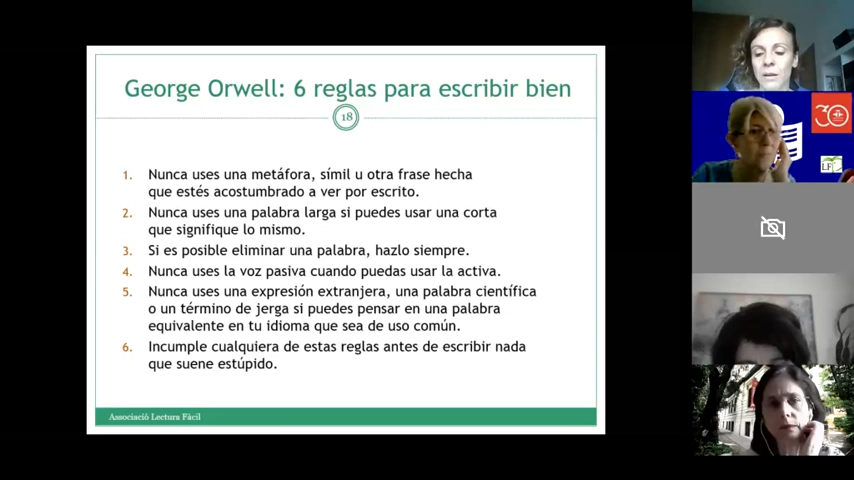 George Orwell: 6 reglas para escribir bien
18
1. Nunca uses una metáfora, símil u otra frase hecha
que estés acostumbrado a ver por escrito.
2. Nunca uses una palabra larga si puedes usar una corta
que signifique lo mismo.
3. Si es posible eliminar una palabra, hazlo siempre.
4. Nunca uses la voz pasiva cuando puedas usar la activa.
5. Nunca uses una expresión extranjera, una palabra científica
o un término de jerga si puedes pensar en una palabra
equivalente en tu idioma que sea de uso común.
6. Incumple cualquiera de estas reglas antes de escribir nada
que suene estúpido.
Associació Lectura Fàcil
30
LF